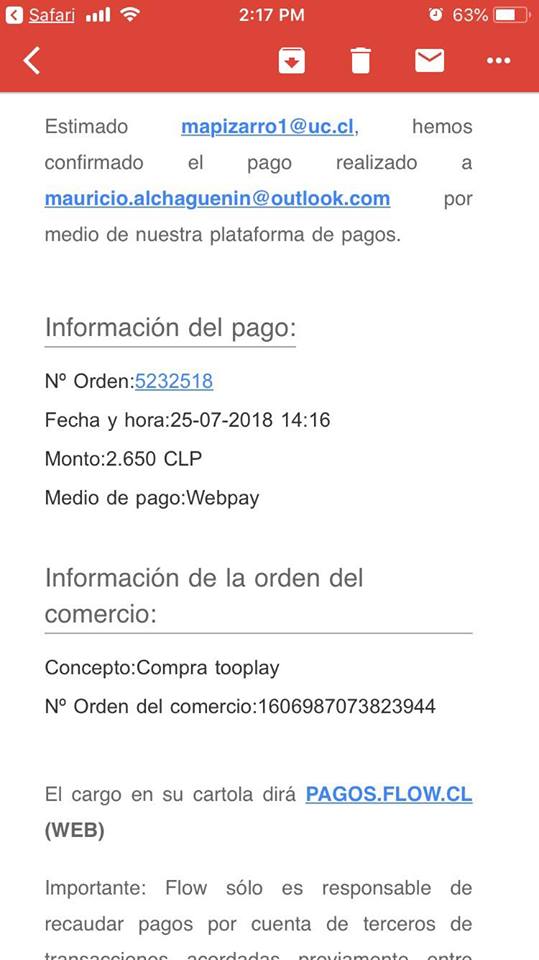 Safari 2:17 PM 63%
Estimado mapizarro1@uc.cl, hemos
confirmado el pago realizado a
mauricio.alchaguenin@outlook.com por
medio de nuestra plataforma de pagos.
Información del pago:
Nº Orden:5232518
Fecha y hora:25-07-2018 14:16
Monto:2.650 CLP
Medio de pago:Webpay
Información de la orden del
comercio:
Concepto:Compra tooplay
Nº Orden del comercio:1606987073823944
El cargo en su cartola dirá PAGOS.FLOW.CL
(WEB)
Importante: Flow sólo es responsable de
recaudar pagos por cuenta de terceros de
transacciones acordadas previamente entre